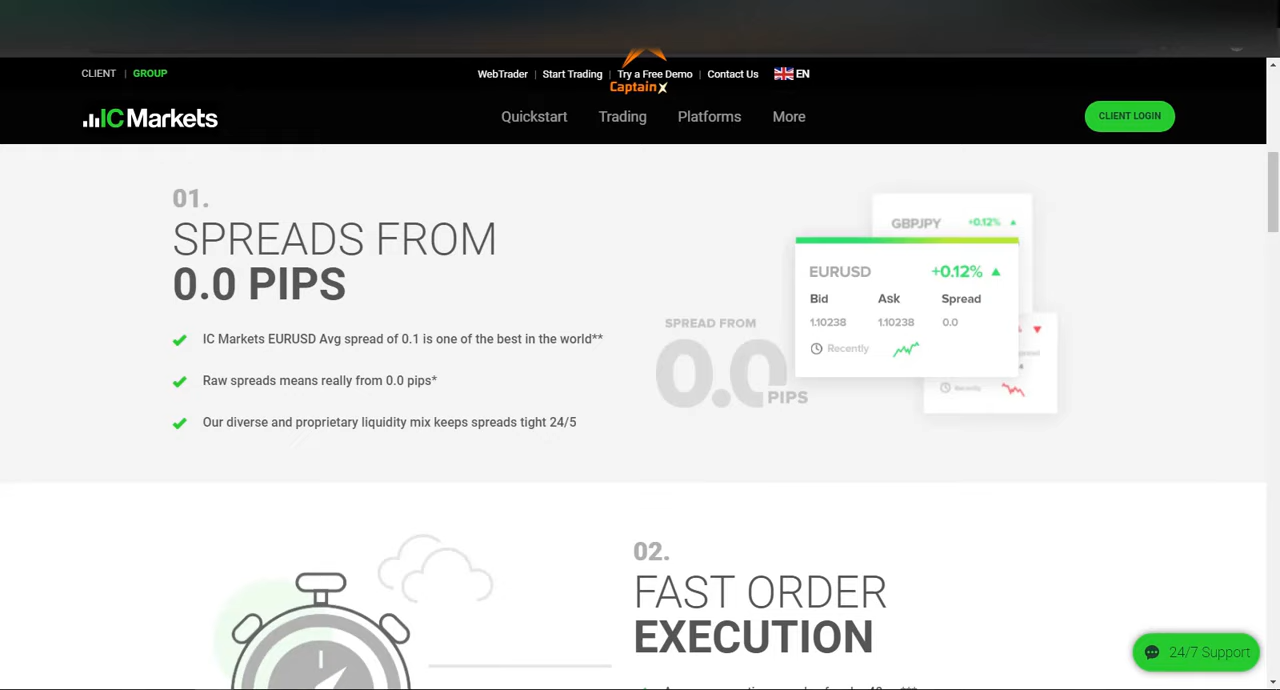 CLIENT | GROUP
WebTrader | Start Trading | Try a Free Demo | Contact Us EN
CaptainX
IC Markets
Quickstart Trading Platforms More
CLIENT LOGIN
01.
SPREADS FROM
0.0 PIPS
IC Markets EURUSD Avg spread of 0.1 is one of the best in the world**
Raw spreads means really from 0.0 pips*
Our diverse and proprietary liquidity mix keeps spreads tight 24/5
GBPJPY +0.12%
EURUSD +0.12%
Bid Ask Spread
1.10238 1.10238 0.0
Recently
SPREAD FROM
0.0 PIPS
Recently
02.
FAST ORDER
EXECUTION
24/7 Support